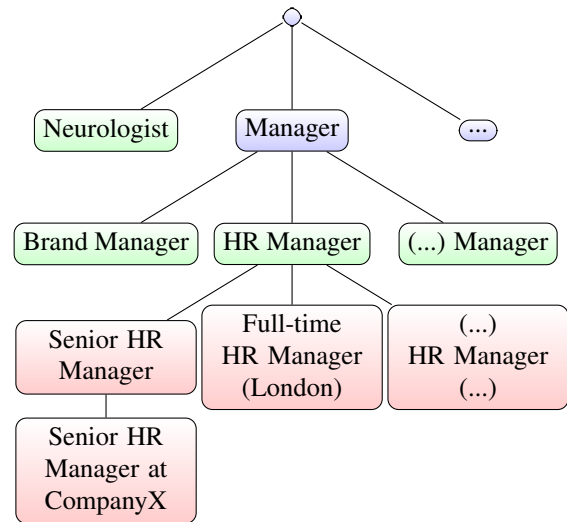 Neurologist
Manager
...
Brand Manager
HR Manager
(...) Manager
Senior HR
Manager
Full-time
HR Manager
(London)
(...)
HR Manager
(...)
Senior HR
Manager at
CompanyX